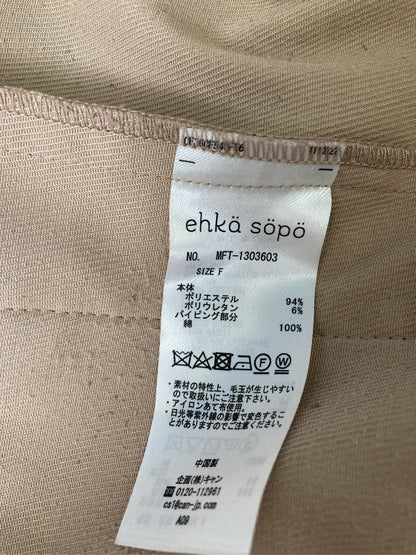 ehkä söpö
NO. MFT-1303603
SIZE F
本体
ポリエステル 94%
ポリウレタン 6%
パイピング部分
綿 100%
・素材の特性上、毛玉が生じやすい
ので取扱いにご注意下さい。
・アイロンあて布使用。
・日光等紫外線の影響で変色するこ
とがありますのでご注意下さい。
中国製
企画(株)キャン
0120-112961
cs1@can-jp.com
A09